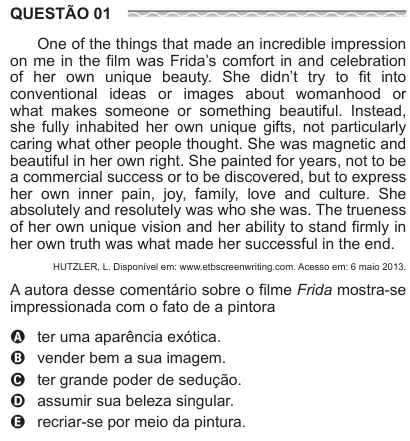 QUESTÃO 01
One of the things that made an incredible impression
on me in the film was Frida's comfort in and celebration
of her own unique beauty. She didn't try to fit into
conventional ideas or images about womanhood or
what makes someone or something beautiful. Instead,
she fully inhabited her own unique gifts, not particularly
caring what other people thought. She was magnetic and
beautiful in her own right. She painted for years, not to be
a commercial success or to be discovered, but to express
her own inner pain, joy, family, love and culture. She
absolutely and resolutely was who she was. The trueness
of her own unique vision and her ability to stand firmly in
her own truth was what made her successful in the end.
HUTZLER, L. Disponível em: www.etbscreenwriting.com. Acesso em: 6 maio 2013.
A autora desse comentário sobre o filme Frida mostra-se
impressionada com o fato de a pintora
A ter uma aparência exótica.
B vender bem a sua imagem.
C ter grande poder de sedução.
D assumir sua beleza singular.
E recriar-se por meio da pintura.